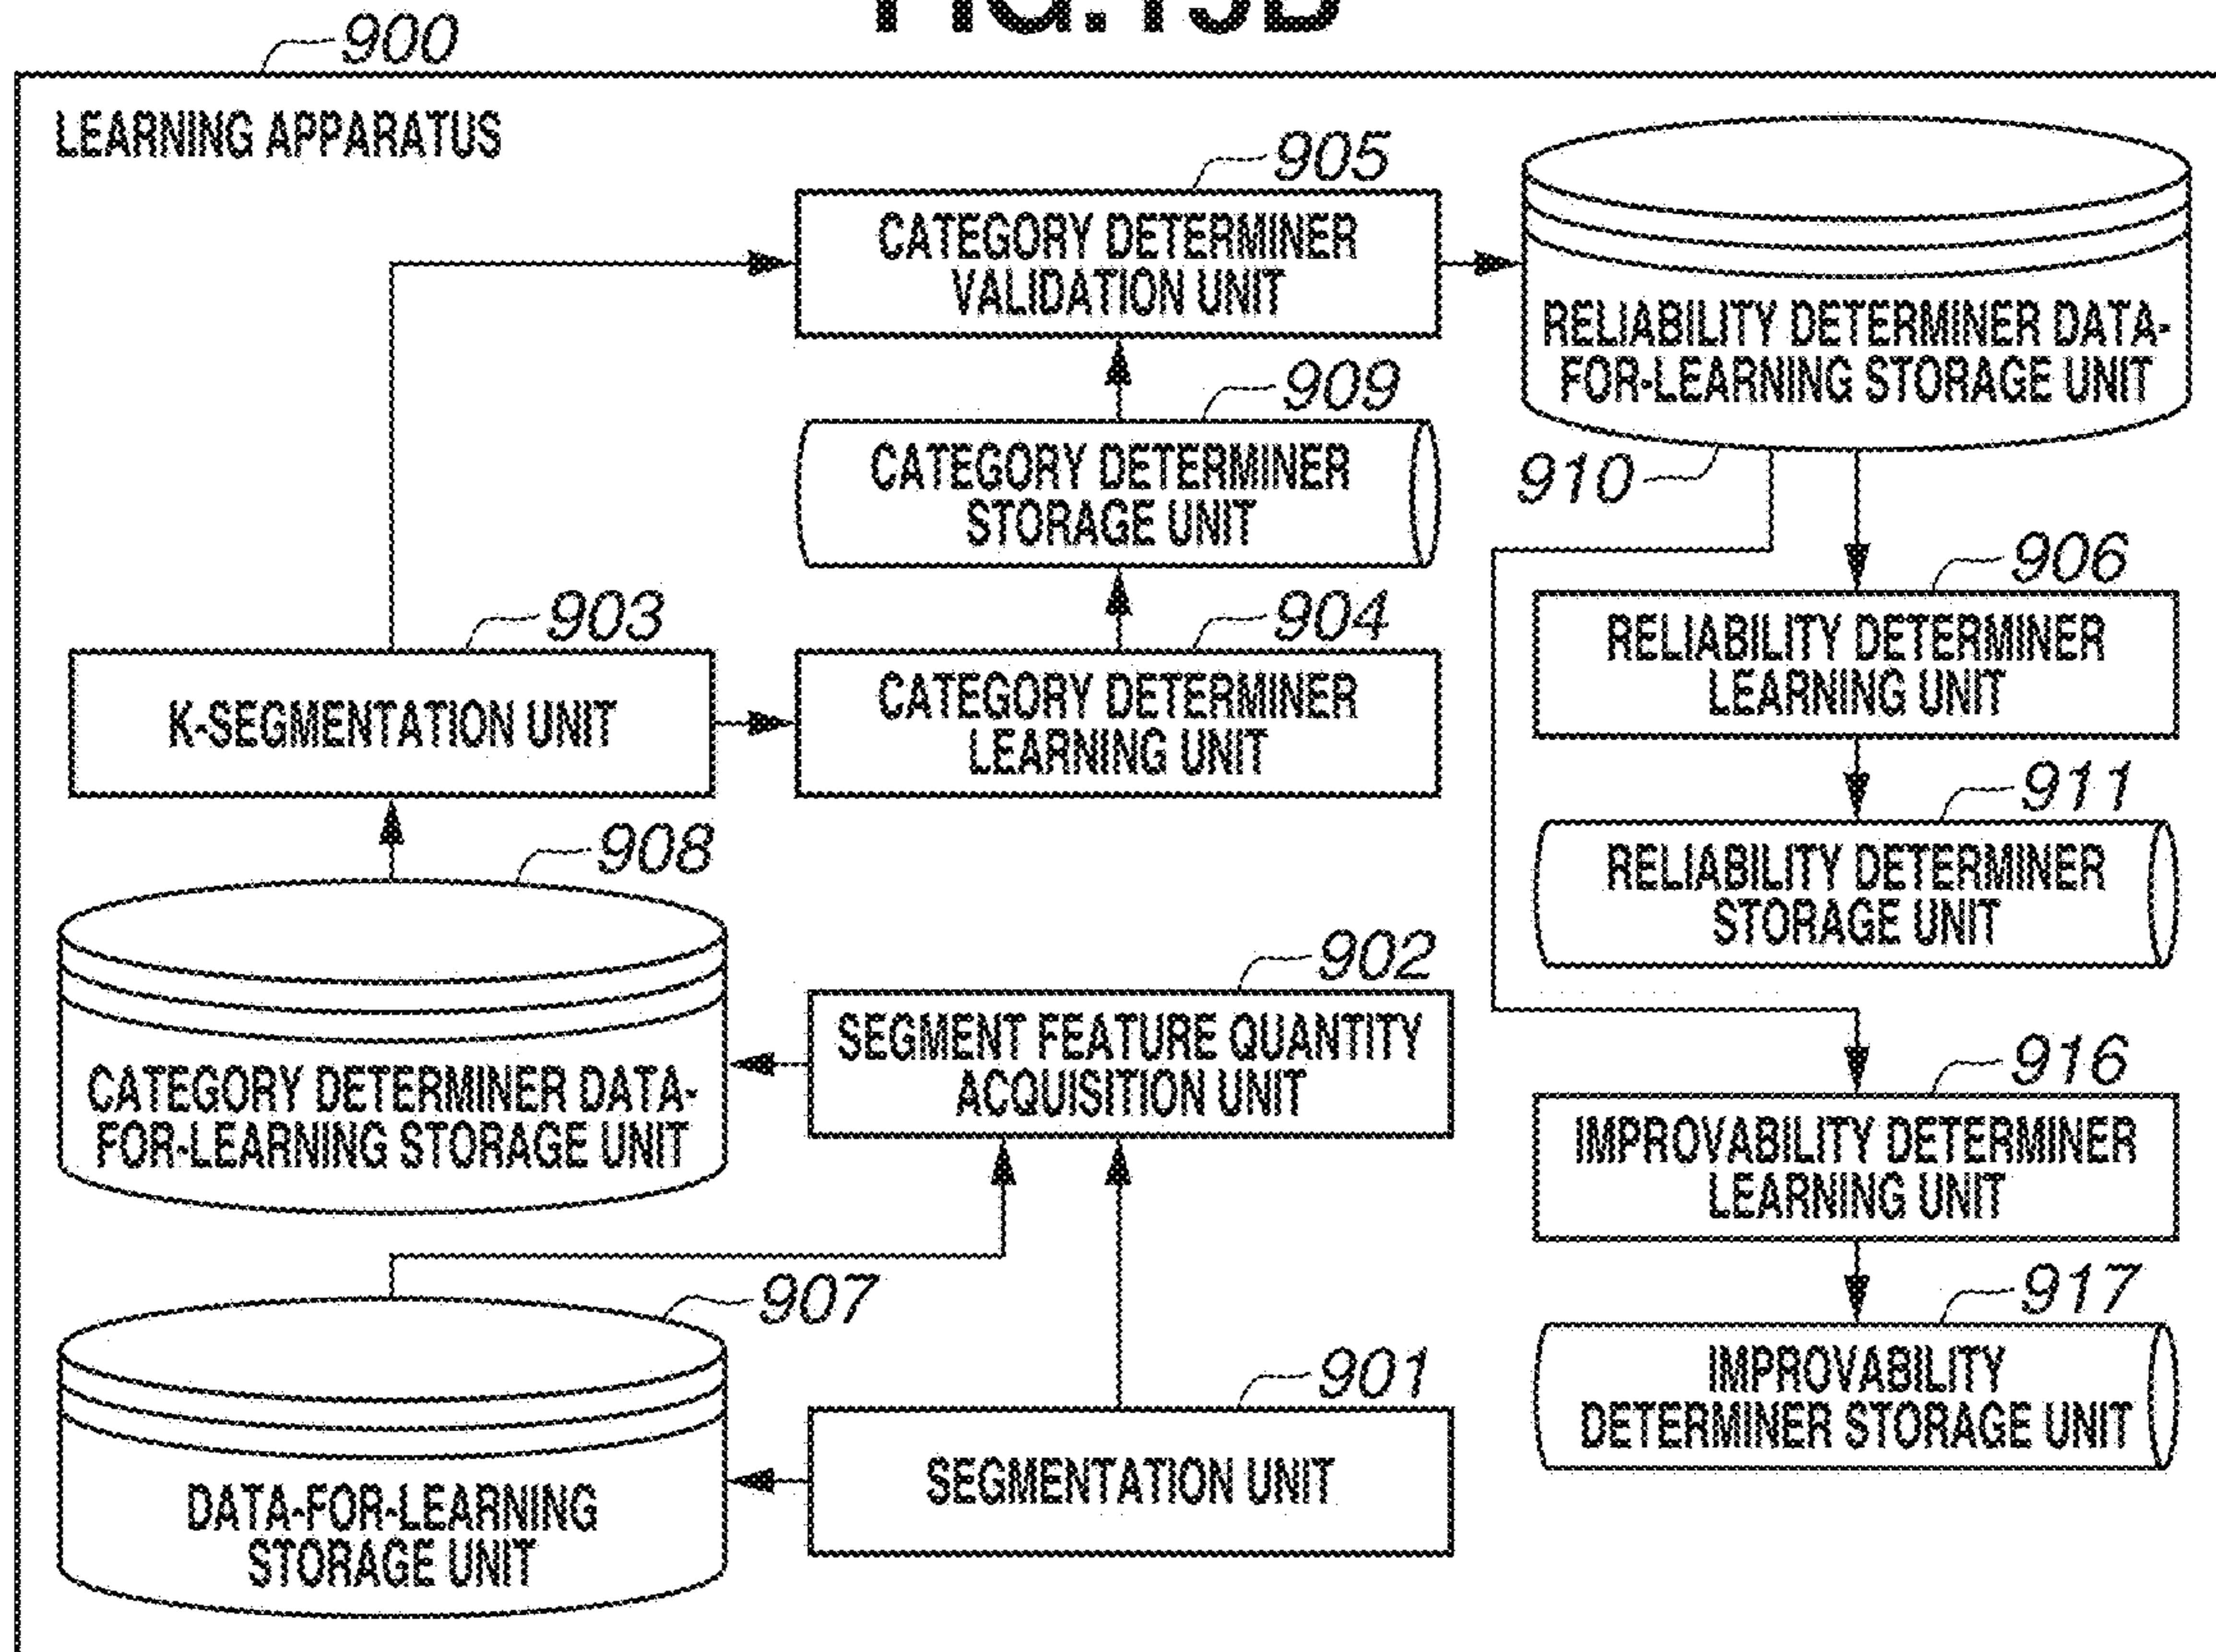 FIG.15B
900
LEARNING APPARATUS
905
CATEGORY DETERMINER
VALIDATION UNIT
RELIABILITY DETERMINER DATA-
FOR-LEARNING STORAGE UNIT
910
909
CATEGORY DETERMINER
STORAGE UNIT
903
K-SEGMENTATION UNIT
904
CATEGORY DETERMINER
LEARNING UNIT
906
RELIABILITY DETERMINER
LEARNING UNIT
911
RELIABILITY DETERMINER
STORAGE UNIT
908
CATEGORY DETERMINER DATA-
FOR-LEARNING STORAGE UNIT
902
SEGMENT FEATURE QUANTITY
ACQUISITION UNIT
916
IMPROVABILITY DETERMINER
LEARNING UNIT
907
DATA-FOR-LEARNING
STORAGE UNIT
901
SEGMENTATION UNIT
917
IMPROVABILITY
DETERMINER STORAGE UNIT